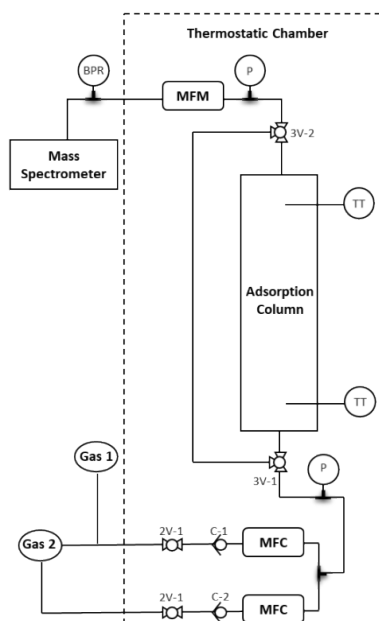 Thermostatic Chamber
BPR
MFM
P
3V-2
Mass
Spectrometer
TT
Adsorption
Column
TT
3V-1
P
Gas 1
Gas 2
2V-1
C-1
MFC
2V-1
C-2
MFC